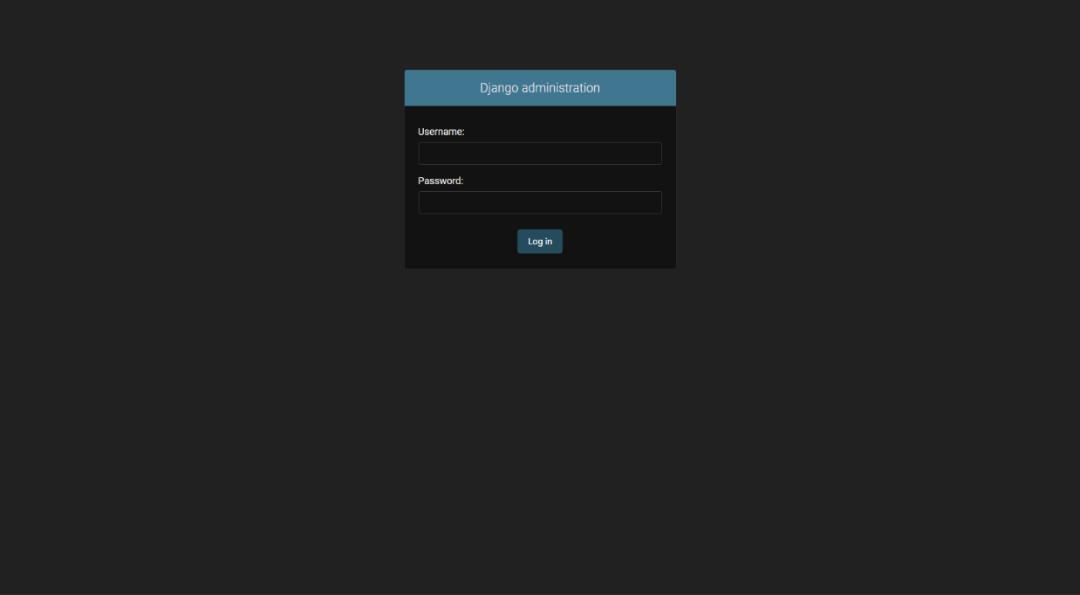 Django administration
Username:
Password:
Log in